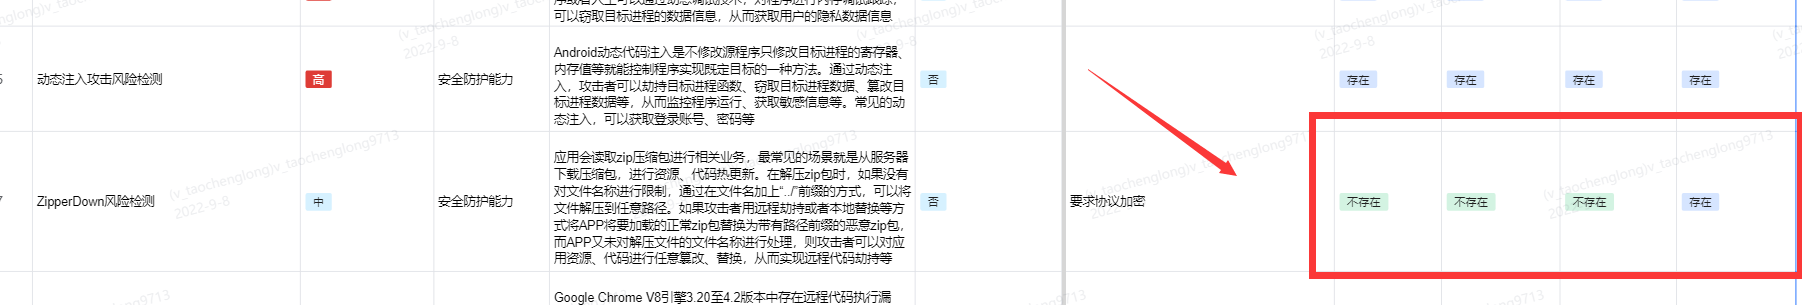 可以窃取目标进程的数据信息，从而获取用户的隐私数据信息
动态注入攻击风险检测
高
安全防护能力
Android动态代码注入是不修改源程序只修改目标进程的寄存器、
内存值等就能控制程序实现既定目标的一种方法。通过动态注
入，攻击者可以劫持目标进程函数、窃取目标进程数据、篡改目
标进程数据等，从而监控程序运行、获取敏感信息等。常见的动
态注入，可以获取登录账号、密码等
否
存在
存在
存在
存在
7
ZipperDown风险检测
中
安全防护能力
应用会读取zip压缩包进行相关业务，最常见的场景就是从服务器
下载压缩包，进行资源、代码热更新。在解压zip包时，如果没有
对文件名称进行限制，通过在文件名加上“../”前缀的方式，可以将
文件解压到任意路径。如果攻击者用远程劫持或者本地替换等方
式将APP将要加载的正常zip包替换为带有路径前缀的恶意zip包，
而APP又未对解压文件的文件名称进行处理，则攻击者可以对应
用资源、代码进行任意篡改、替换，从而实现远程代码劫持等
否
要求协议加密
不存在
不存在
不存在
存在
Google Chrome V8引擎3.20至4.2版本中存在远程代码执行漏
(v_taochenglong)v_taochenglong9713
2022-9-8